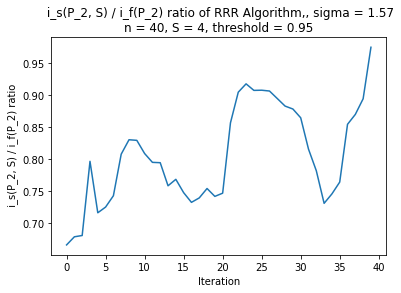 i_s(P_2, S) / i_f(P_2) ratio of RRR Algorithm,, sigma = 1.57
n = 40, S = 4, threshold = 0.95
i_s(P_2, S) / i_f(P_2) ratio
0.95
0.90
0.85
0.80
0.75
0.70
0 5 10 15 20 25 30 35 40
Iteration